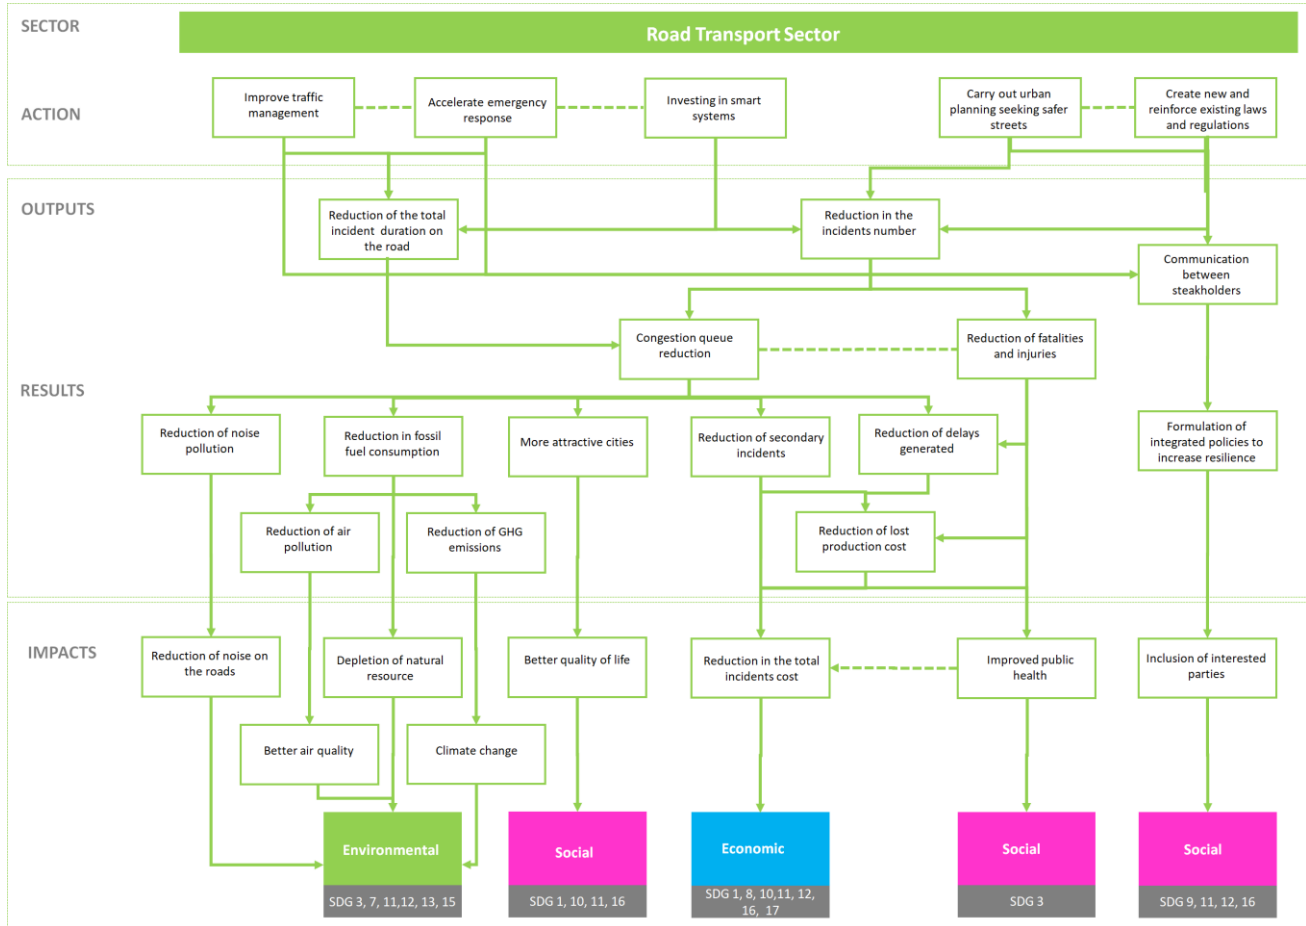 SECTOR
Road Transport Sector
ACTION
Improve traffic
management
Accelerate emergency
response
Investing in smart
systems
Carry out urban
planning seeking safer
streets
Create new and
reinforce existing laws
and regulations
OUTPUTS
Reduction of the total
incident duration on
the road
Reduction in the
incidents number
Communication
between
steakholders
RESULTS
Congestion queue
reduction
Reduction of fatalities
and injuries
Reduction of noise
pollution
Reduction in fossil
fuel consumption
More attractive cities
Reduction of secondary
incidents
Reduction of delays
generated
Formulation of
integrated policies to
increase resilience
Reduction of air
pollution
Reduction of GHG
emissions
Reduction of lost
production cost
IMPACTS
Reduction of noise on
the roads
Depletion of natural
resource
Better quality of life
Reduction in the total
incidents cost
Improved public
health
Inclusion of interested
parties
Better air quality
Climate change
Environmental
SDG 3, 7, 11,12, 13, 15
Social
SDG 1, 10, 11, 16
Economic
SDG 1, 8, 10,11, 12,
16, 17
Social
SDG 3
Social
SDG 9, 11, 12, 16